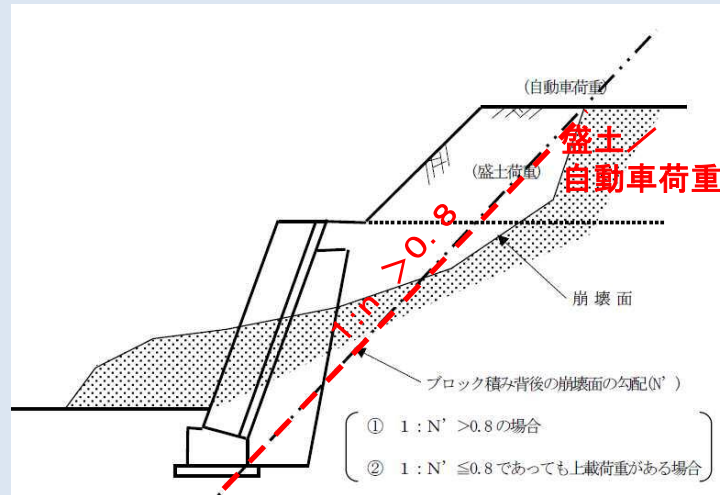 (自動車荷重)
盛土／
自動車荷重
(盛土荷重)
1:n >0.8
崩壊面
ブロック積み背後の崩壊面の勾配(N’)
① 1:N’ >0.8の場合
② 1:N’ ≦0.8であっても上載荷重がある場合